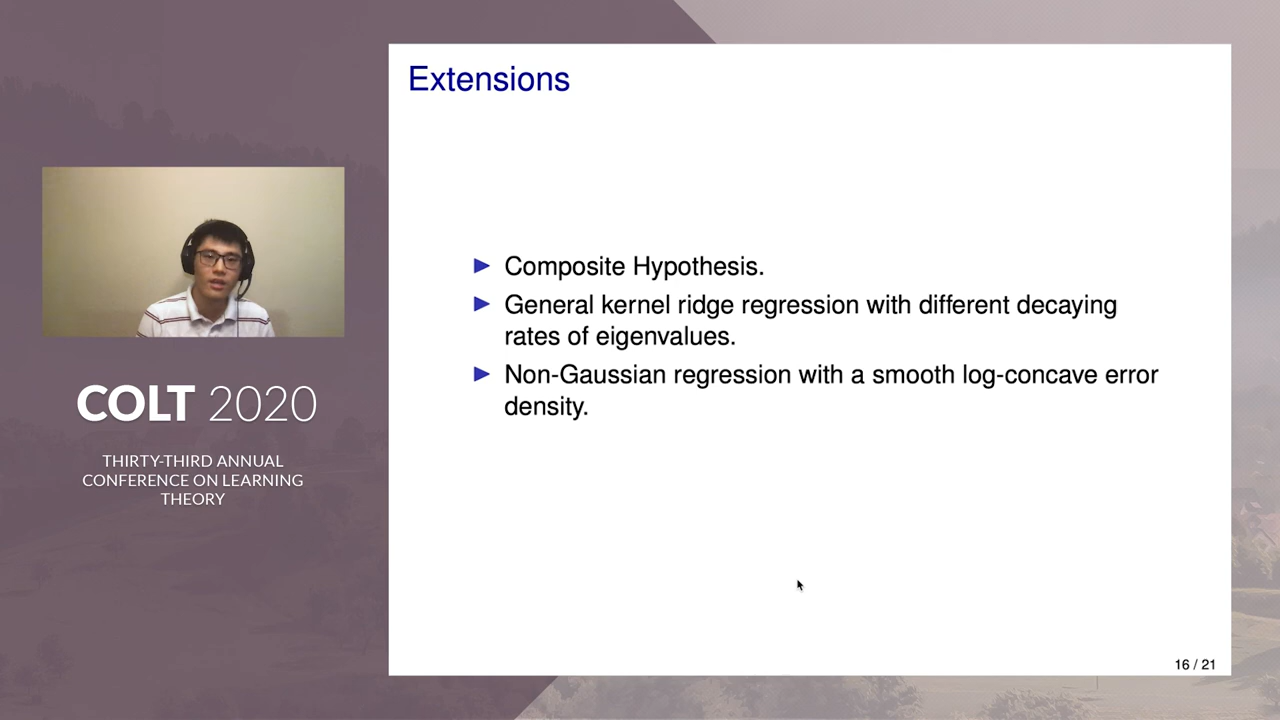 Extensions
Composite Hypothesis.
General kernel ridge regression with different decaying
rates of eigenvalues.
Non-Gaussian regression with a smooth log-concave error
density.
16 / 21
COLT 2020
THIRTY-THIRD ANNUAL
CONFERENCE ON LEARNING
THEORY